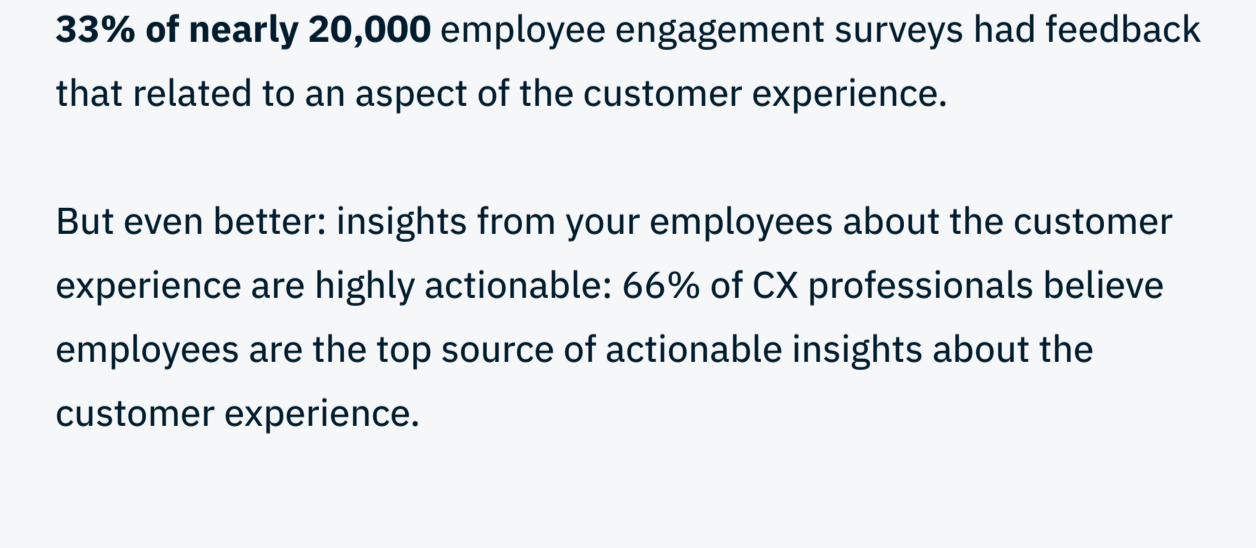 33% of nearly 20,000 employee engagement surveys had feedback
that related to an aspect of the customer experience.
But even better: insights from your employees about the customer
experience are highly actionable: 66% of CX professionals believe
employees are the top source of actionable insights about the
customer experience.